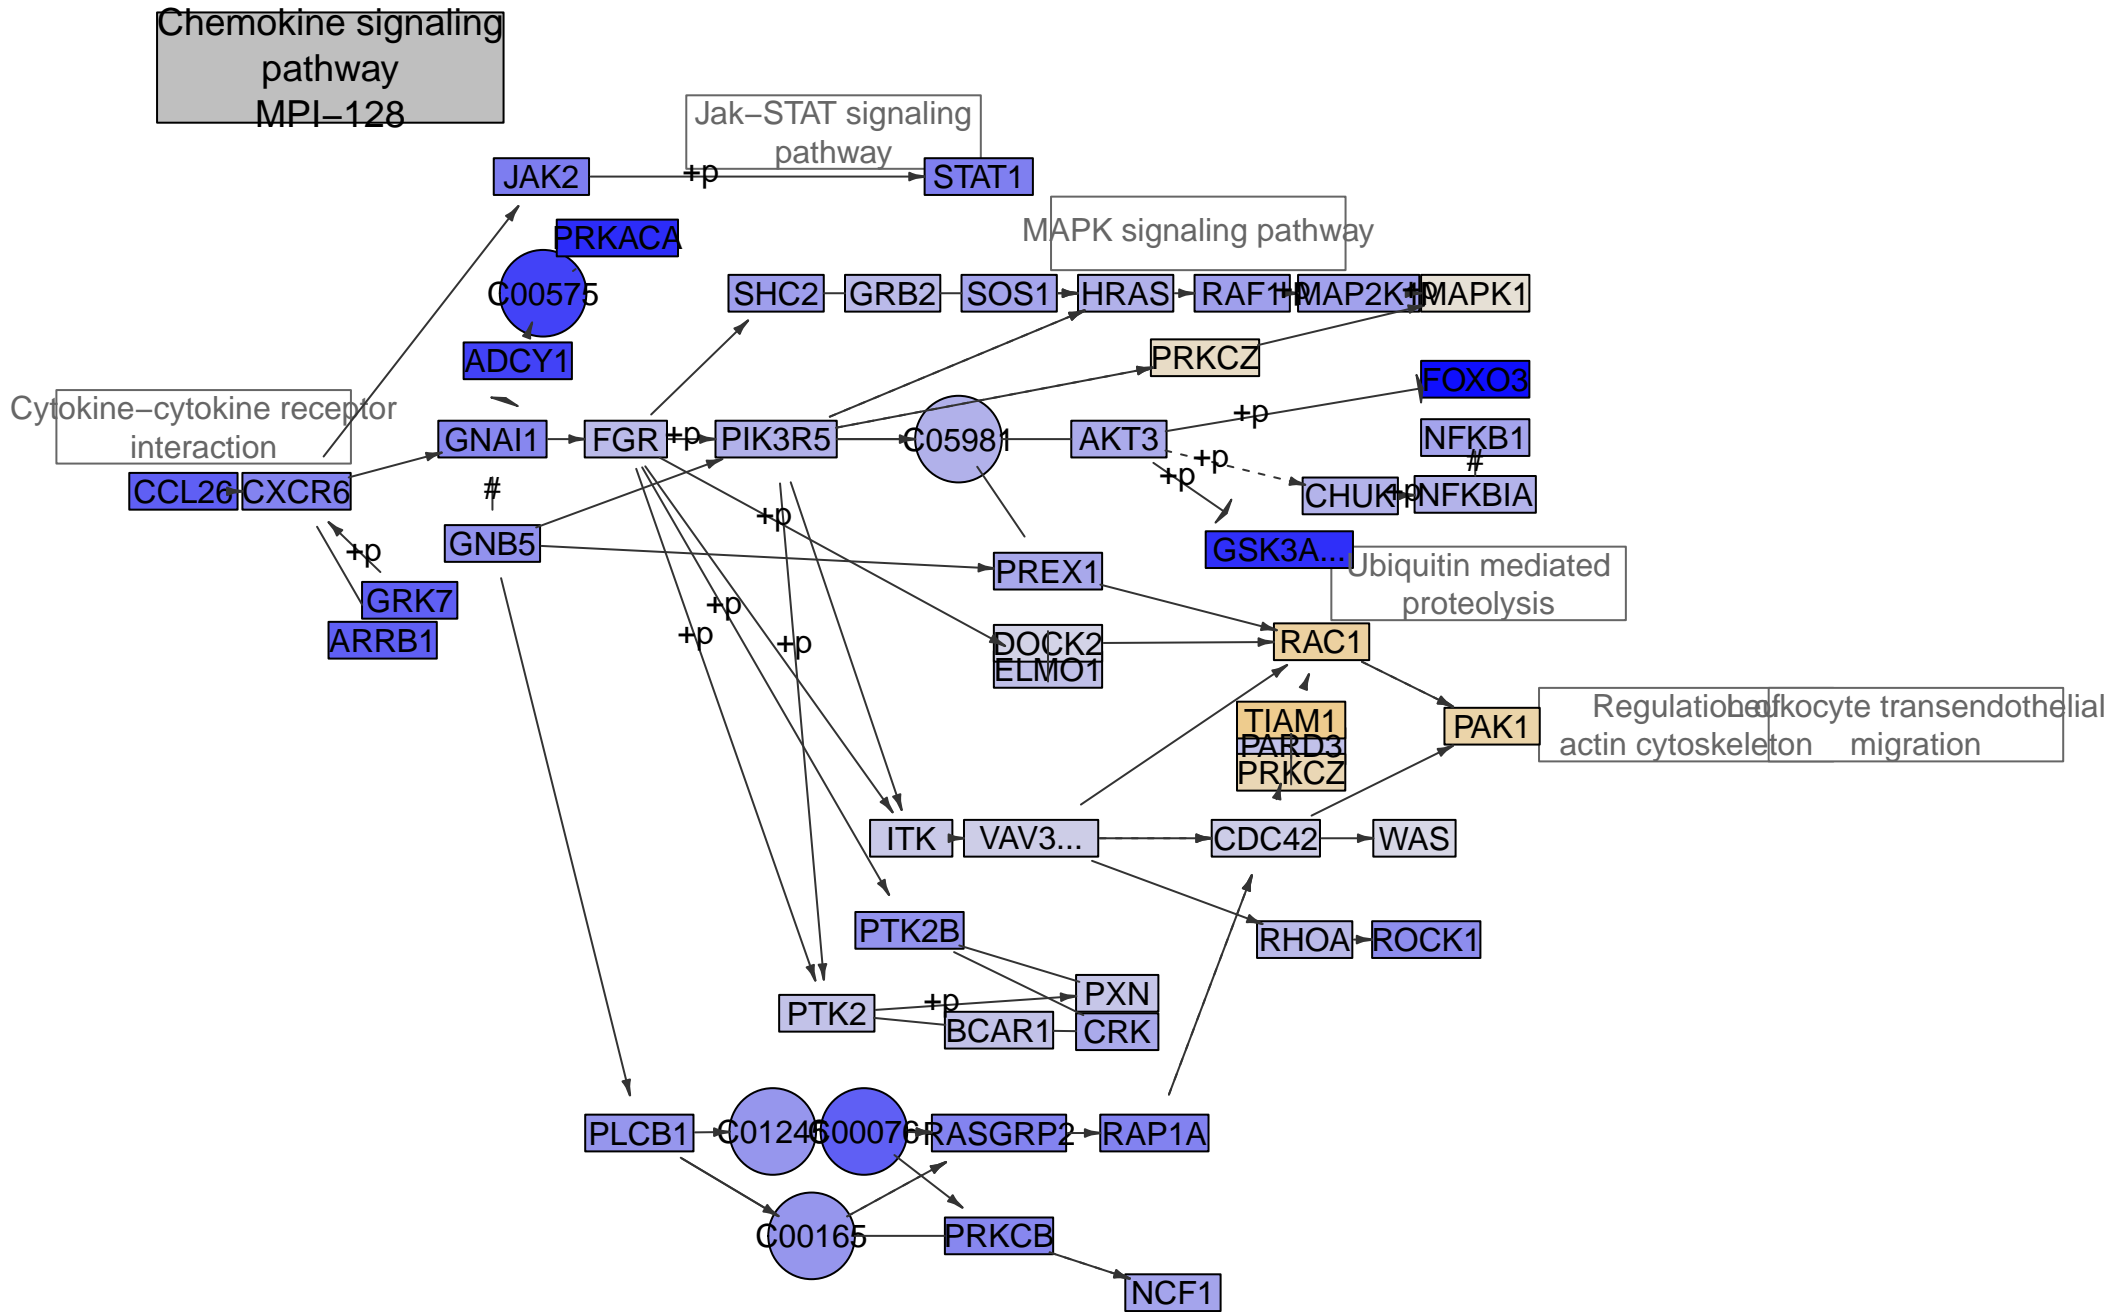 Chemokine signaling
pathway
MPI−128
Jak−STAT signaling
pathway
JAK2
+p
STAT1
PRKACA
MAPK signaling pathway
C00575
SHC2
GRB2
SOS1
HRAS
RAF1
+p
MAP2K1
+p
MAPK1
ADCY1
PRKCZ
FOXO3
Cytokine−cytokine receptor
interaction
+p
GNAI1
FGR
+p
PIK3R5
C05981
AKT3
NFKB1
+p
#
CCL26
CXCR6
#
+p
CHUK
+p
NFKBIA
+p
GNB5
+p
GSK3A...
PREX1
Ubiquitin mediated
proteolysis
GRK7
+p
ARRB1
+p
+p
DOCK2
ELMO1
RAC1
TIAM1
PARD3
PRKCZ
PAK1
Regulation of
actin cytoskeleton
Leukocyte transendothelial
migration
ITK
VAV3...
CDC42
WAS
PTK2B
RHOA
ROCK1
PTK2
+p
PXN
BCAR1
CRK
PLCB1
C01245
C00076
RASGRP2
RAP1A
C00165
PRKCB
NCF1